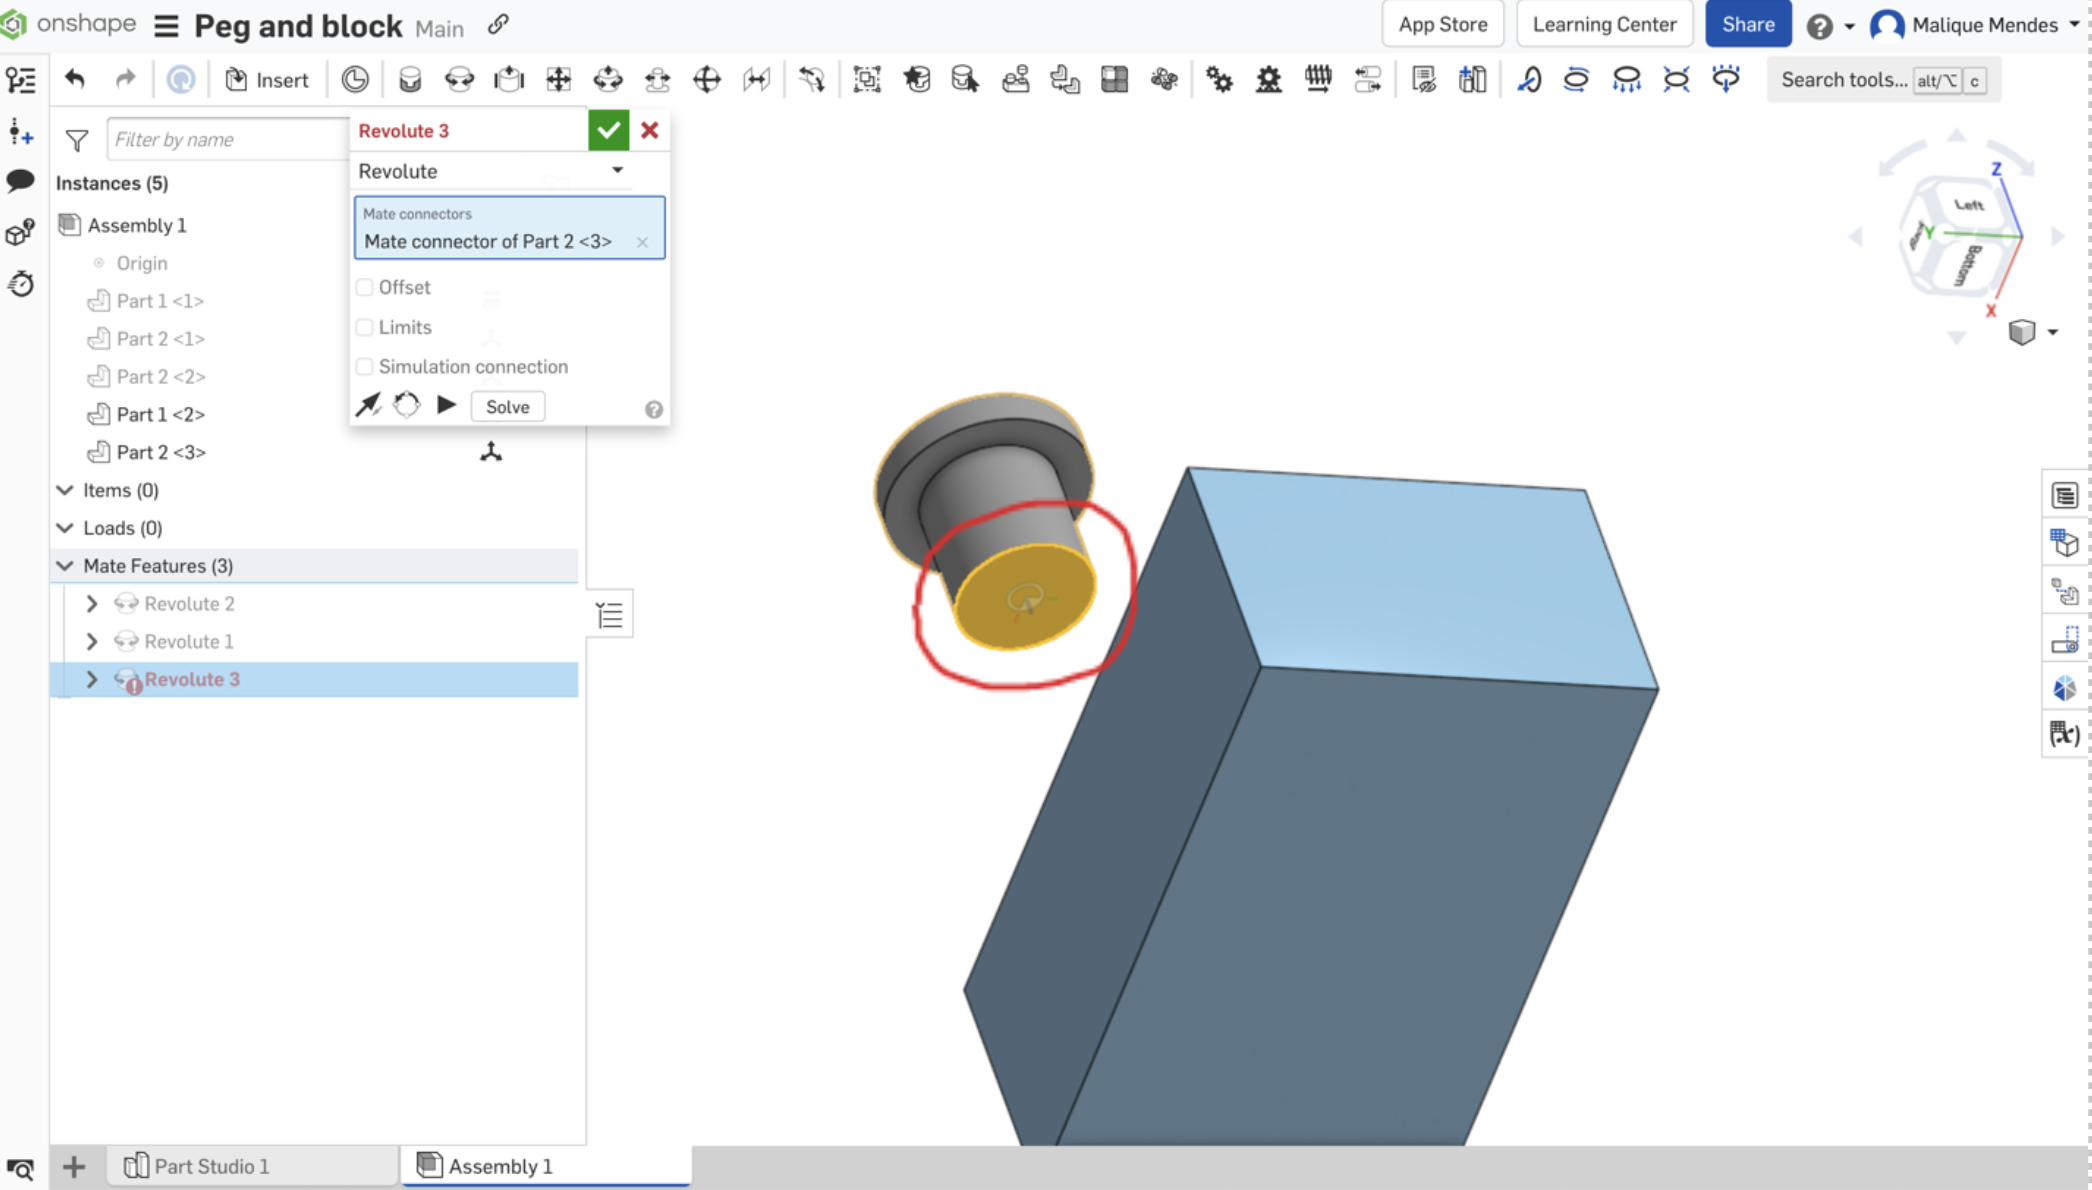 onshape Peg and block Main App Store Learning Center Share Malique Mendes
Insert Search tools... alt/⌥ c
Filter by name
Revolute 3
Revolute
Mate connectors
Mate connector of Part 2 <3>
Offset
Limits
Simulation connection
Solve
Instances (5)
Assembly 1
Origin
Part 1 <1>
Part 2 <1>
Part 2 <2>
Part 1 <2>
Part 2 <3>
Items (0)
Loads (0)
Mate Features (3)
Revolute 2
Revolute 1
Revolute 3
Z
Left
Y
Back
Bottom
X
(x)
Part Studio 1
Assembly 1